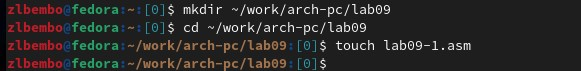 zlbembo@fedora:~:[0]$ mkdir ~/work/arch-pc/lab09
zlbembo@fedora:~:[0]$ cd ~/work/arch-pc/lab09
zlbembo@fedora:~/work/arch-pc/lab09:[0]$ touch lab09-1.asm
zlbembo@fedora:~/work/arch-pc/lab09:[0]$